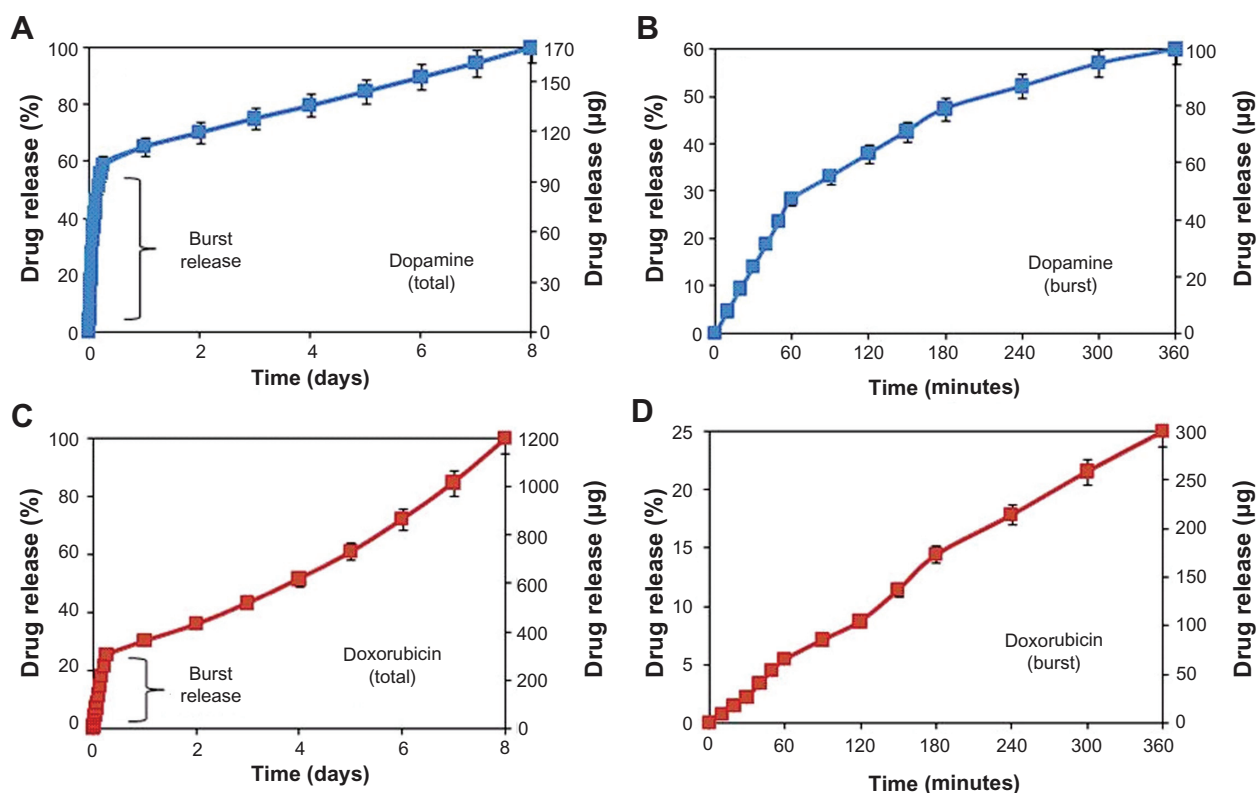 A
Drug release (%)
100
80
60
40
20
0
Burst
release
Dopamine
(total)
170
150
120
90
60
30
0
Drug release (µg)
0 2 4 6 8
Time (days)
B
Drug release (%)
60
50
40
30
20
10
0
Dopamine
(burst)
100
80
60
40
20
0
Drug release (µg)
0 60 120 180 240 300 360
Time (minutes)
C
Drug release (%)
100
80
60
40
20
0
Burst
release
Doxorubicin
(total)
1200
1000
800
600
400
200
0
Drug release (µg)
0 2 4 6 8
Time (days)
D
Drug release (%)
25
20
15
10
5
0
Doxorubicin
(burst)
300
250
200
150
100
50
0
Drug release (µg)
0 60 120 180 240 300 360
Time (minutes)